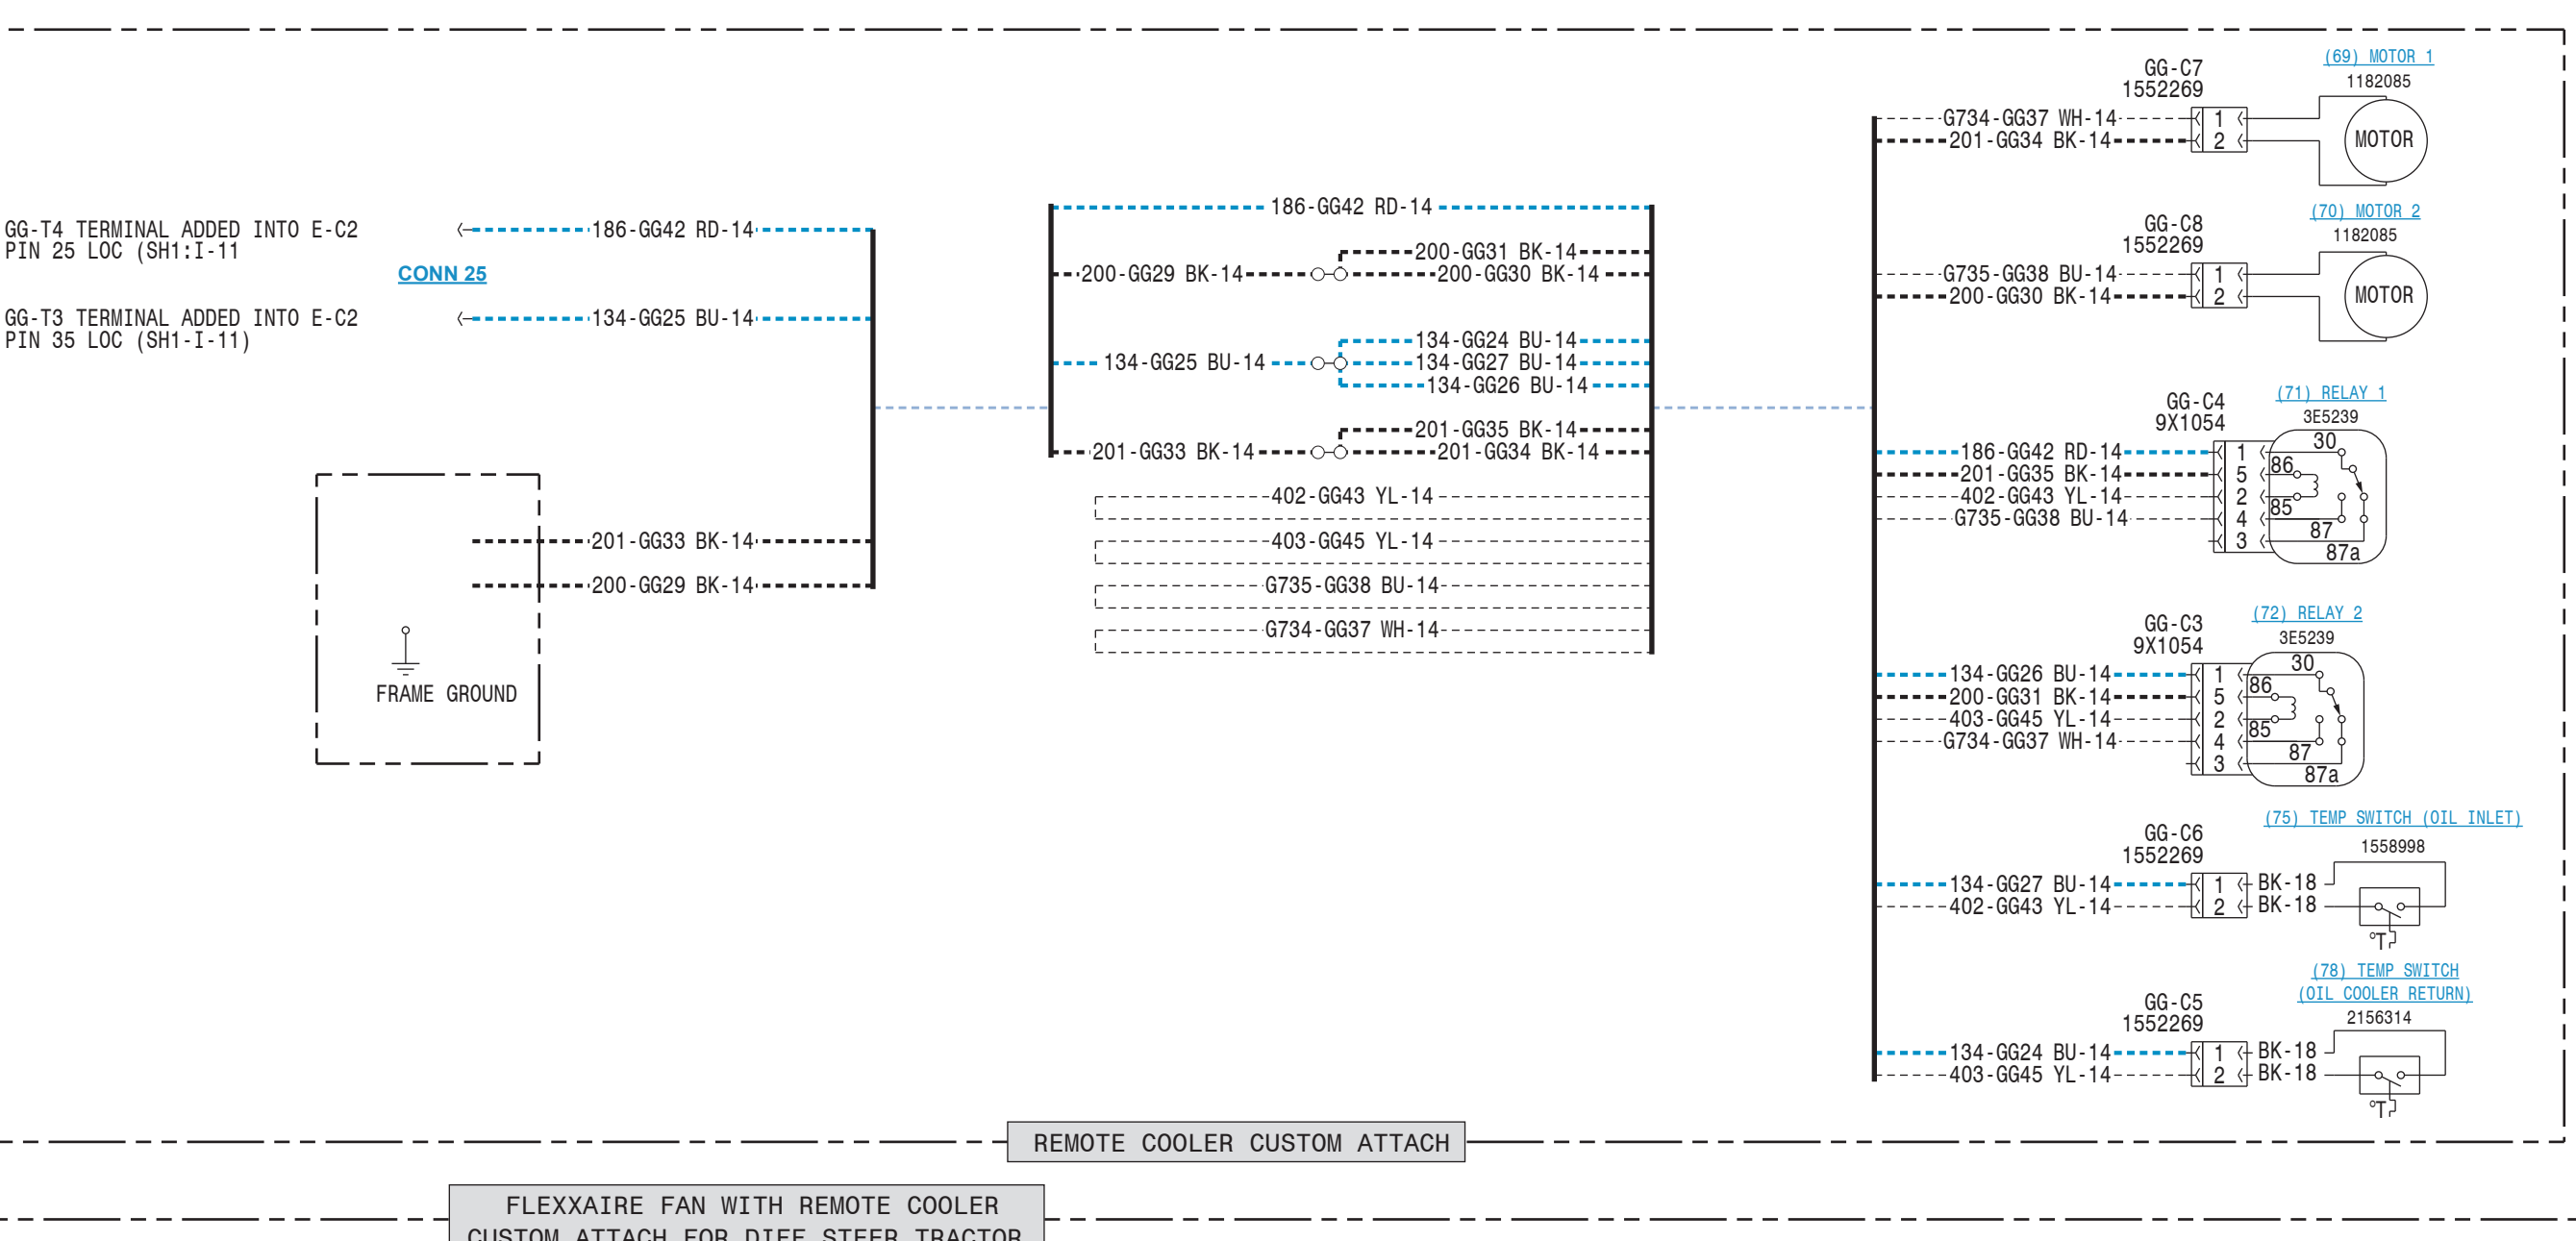 GG-T4 TERMINAL ADDED INTO E-C2
PIN 25 LOC (SH1:I-11
CONN 25
GG-T3 TERMINAL ADDED INTO E-C2
PIN 35 LOC (SH1-I-11)
186-GG42 RD-14
134-GG25 BU-14
201-GG33 BK-14
200-GG29 BK-14
FRAME GROUND
186-GG42 RD-14
200-GG31 BK-14
200-GG29 BK-14
200-GG30 BK-14
134-GG24 BU-14
134-GG25 BU-14
134-GG27 BU-14
134-GG26 BU-14
201-GG35 BK-14
201-GG33 BK-14
201-GG34 BK-14
402-GG43 YL-14
403-GG45 YL-14
G735-GG38 BU-14
G734-GG37 WH-14
(69) MOTOR 1
1182085
GG-C7
1552269
G734-GG37 WH-14 1
201-GG34 BK-14 2
MOTOR
(70) MOTOR 2
1182085
GG-C8
1552269
G735-GG38 BU-14 1
200-GG30 BK-14 2
MOTOR
(71) RELAY 1
3E5239
GG-C4
9X1054
186-GG42 RD-14 1 30
201-GG35 BK-14 5 86
402-GG43 YL-14 2 85
G735-GG38 BU-14 4 87
3 87a
(72) RELAY 2
3E5239
GG-C3
9X1054
134-GG26 BU-14 1 30
200-GG31 BK-14 5 86
403-GG45 YL-14 2 85
G734-GG37 WH-14 4 87
3 87a
(75) TEMP SWITCH (OIL INLET)
1558998
GG-C6
1552269
134-GG27 BU-14 1 BK-18
402-GG43 YL-14 2 BK-18
°T
(78) TEMP SWITCH
(OIL COOLER RETURN)
2156314
GG-C5
1552269
134-GG24 BU-14 1 BK-18
403-GG45 YL-14 2 BK-18
°T
REMOTE COOLER CUSTOM ATTACH
FLEXXAIRE FAN WITH REMOTE COOLER
CUSTOM ATTACH FOR DIFF STEER TRACTOR